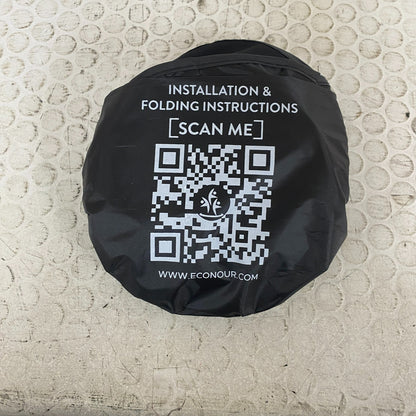 INSTALLATION &
FOLDING INSTRUCTIONS
[SCAN ME]
WWW.ECONOUR.COM